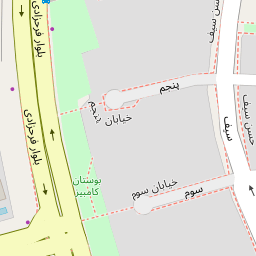 بلوار فرحزادی
حسن سیف
پنجم
خیابان پنجم
سیف
حسن سیف
بلوار فرحزادی
بوستان
کامبیز
خیابان سوم
سوم